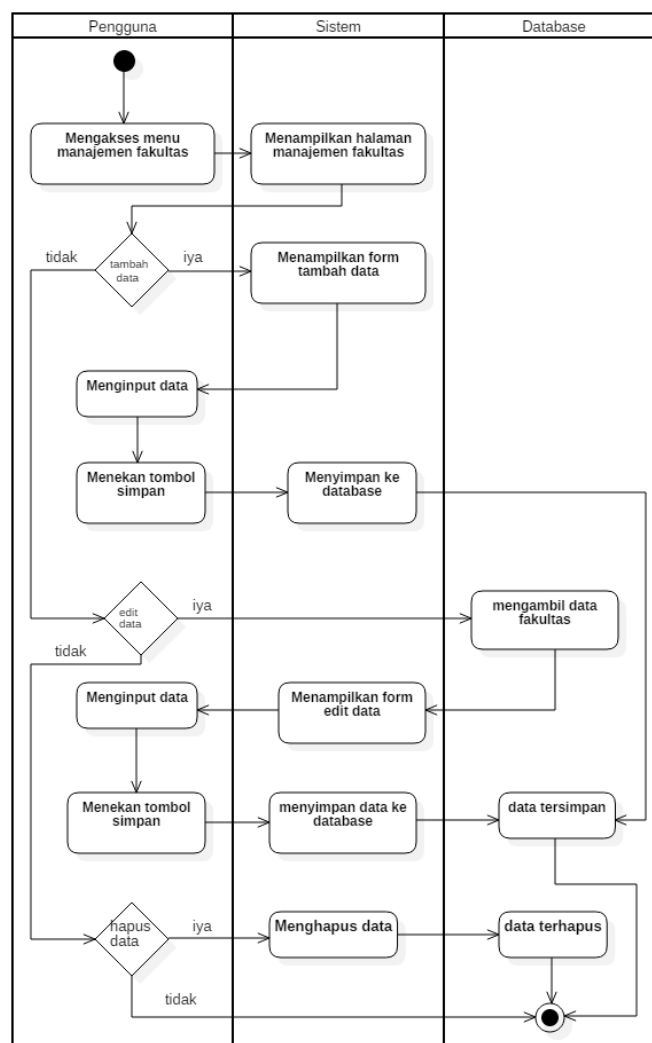 Pengguna
Sistem
Database
Mengakses menu
manajemen fakultas
Menampilkan halaman
manajemen fakultas
tidak
tambah
data
iya
Menampilkan form
tambah data
Menginput data
Menekan tombol
simpan
Menyimpan ke
database
edit
data
iya
mengambil data
fakultas
tidak
Menginput data
Menampilkan form
edit data
Menekan tombol
simpan
menyimpan data ke
database
data tersimpan
hapus
data
iya
Menghapus data
data terhapus
tidak